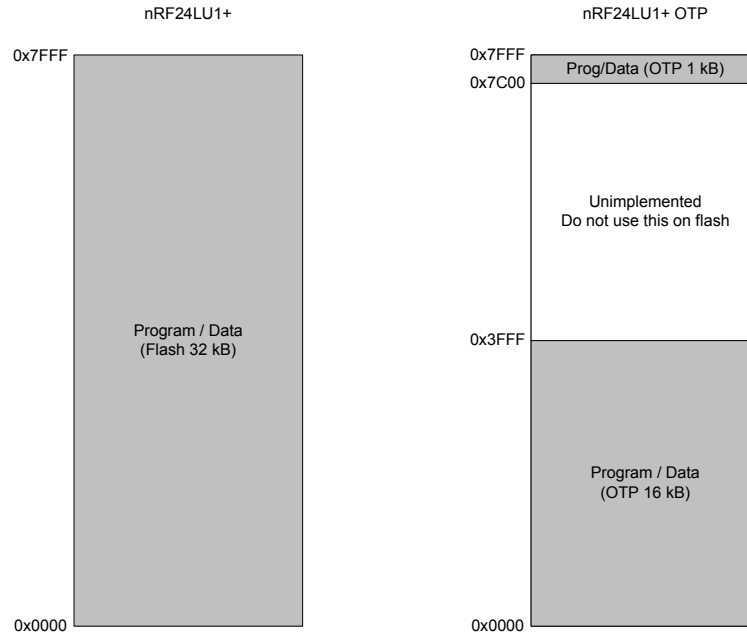 nRF24LU1+
0x7FFF
Program / Data
(Flash 32 kB)
0x0000
nRF24LU1+ OTP
0x7FFF
Prog/Data (OTP 1 kB)
0x7C00
Unimplemented
Do not use this on flash
0x3FFF
Program / Data
(OTP 16 kB)
0x0000